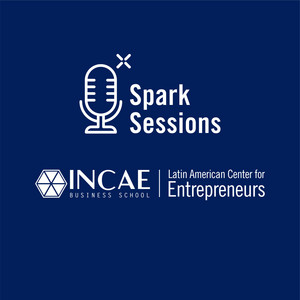 Spark
Sessions
INCAE
BUSINESS SCHOOL
Latin American Center for
Entrepreneurs